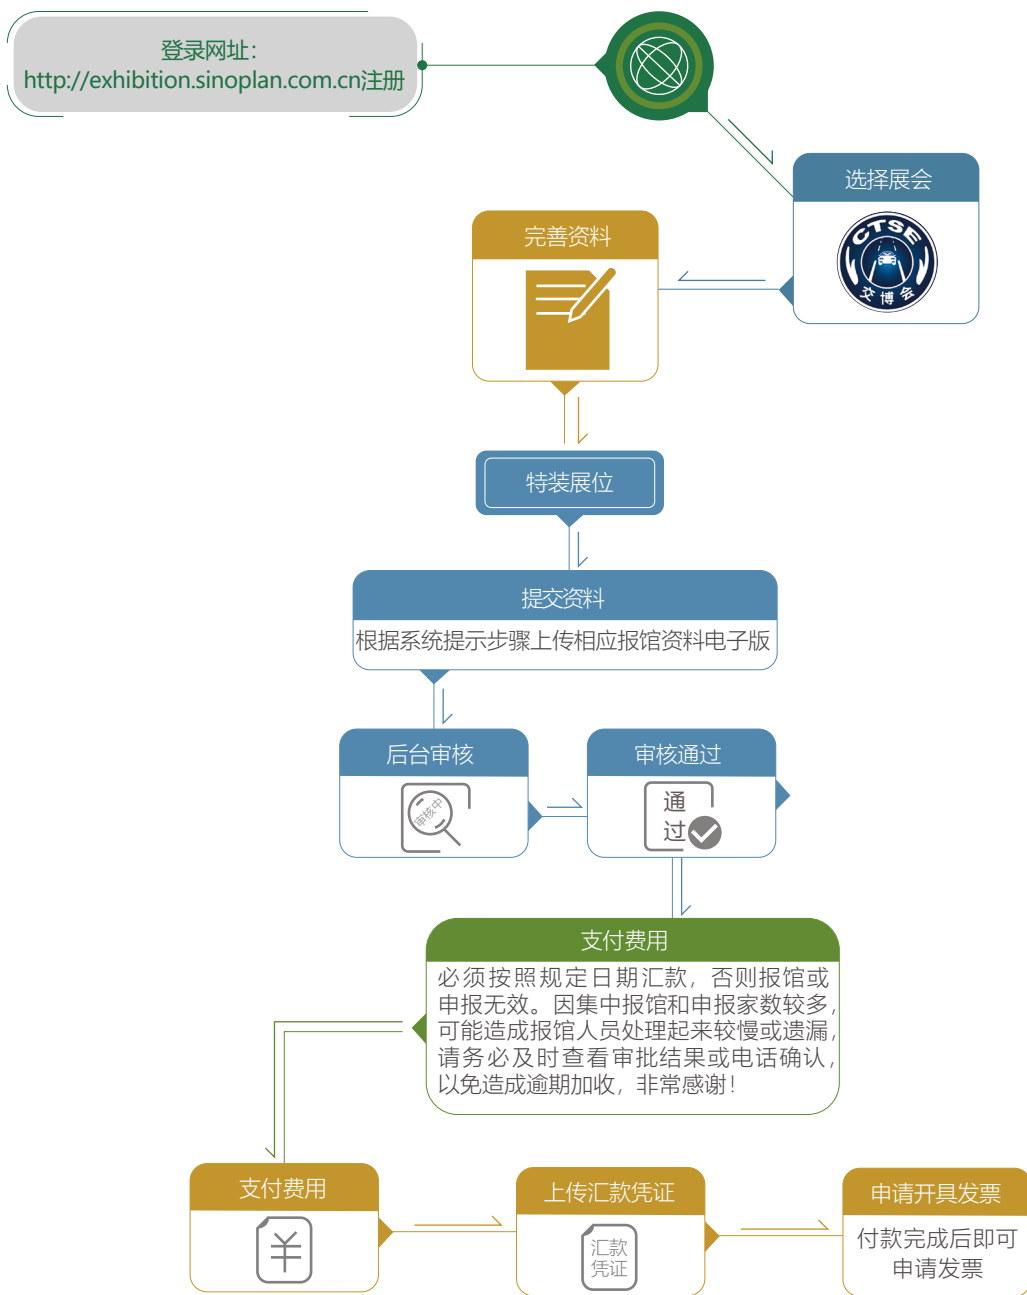 登录网址：
http://exhibition.sinoplan.com.cn注册
选择展会
CTSE
交博会
完善资料
特装展位
提交资料
根据系统提示步骤上传相应报馆资料电子版
后台审核
审核中
审核通过
通
过
支付费用
必须按照规定日期汇款，否则报馆或
申报无效。因集中报馆和申报家数较多，
可能造成报馆人员处理起来较慢或遗漏，
请务必及时查看审批结果或电话确认，
以免造成逾期加收，非常感谢！
支付费用
上传汇款凭证
汇款
凭证
申请开具发票
付款完成后即可
申请发票